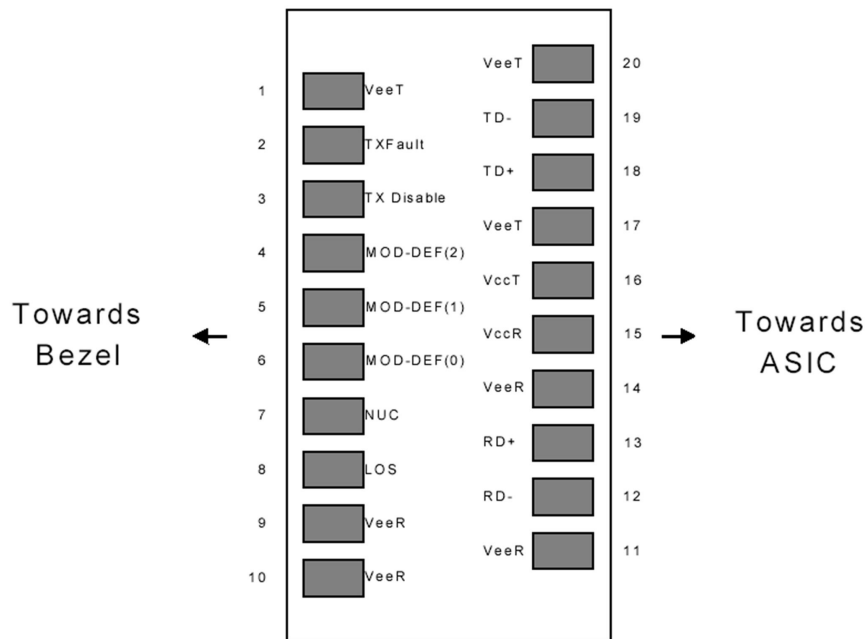 VeeT 20
1 VeeT
TD- 19
2 TXFault
TD+ 18
3 TX Disable
VeeT 17
4 MOD-DEF(2)
VccT 16
5 MOD-DEF(1)
Towards
Bezel
VccR 15
Towards
ASIC
6 MOD-DEF(0)
VeeR 14
7 NUC
RD+ 13
8 LOS
RD- 12
9 VeeR
VeeR 11
10 VeeR